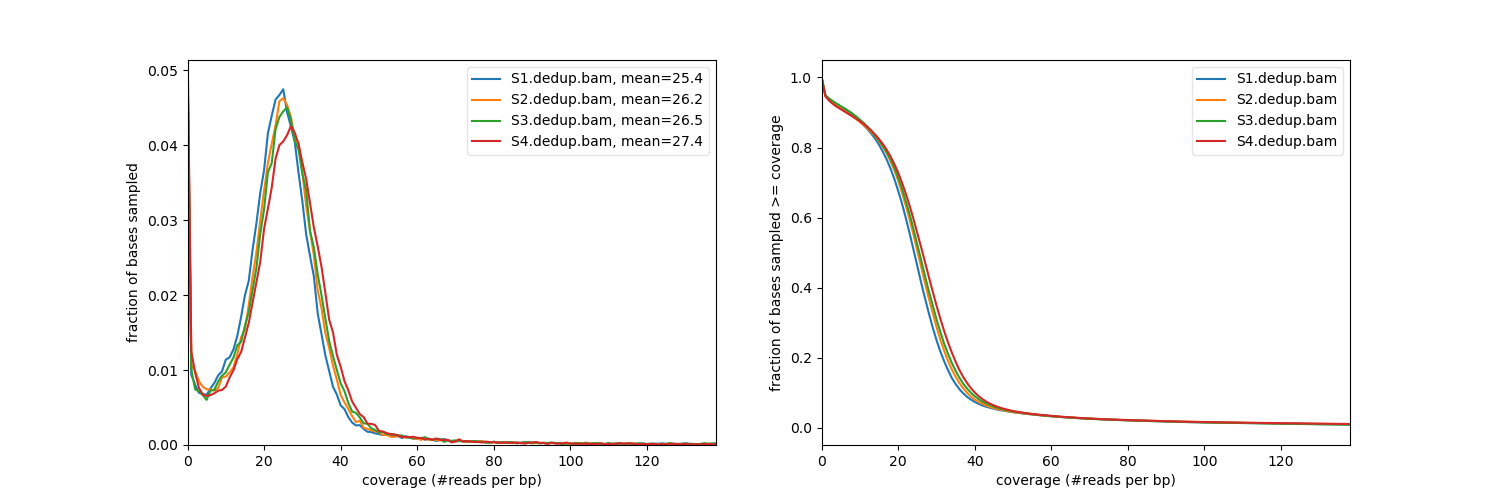 0.05
0.04
0.03
0.02
0.01
0.00
fraction of bases sampled
0 20 40 60 80 100 120
coverage (#reads per bp)
S1.dedup.bam, mean=25.4
S2.dedup.bam, mean=26.2
S3.dedup.bam, mean=26.5
S4.dedup.bam, mean=27.4
1.0
0.8
0.6
0.4
0.2
0.0
fraction of bases sampled >= coverage
0 20 40 60 80 100 120
coverage (#reads per bp)
S1.dedup.bam
S2.dedup.bam
S3.dedup.bam
S4.dedup.bam